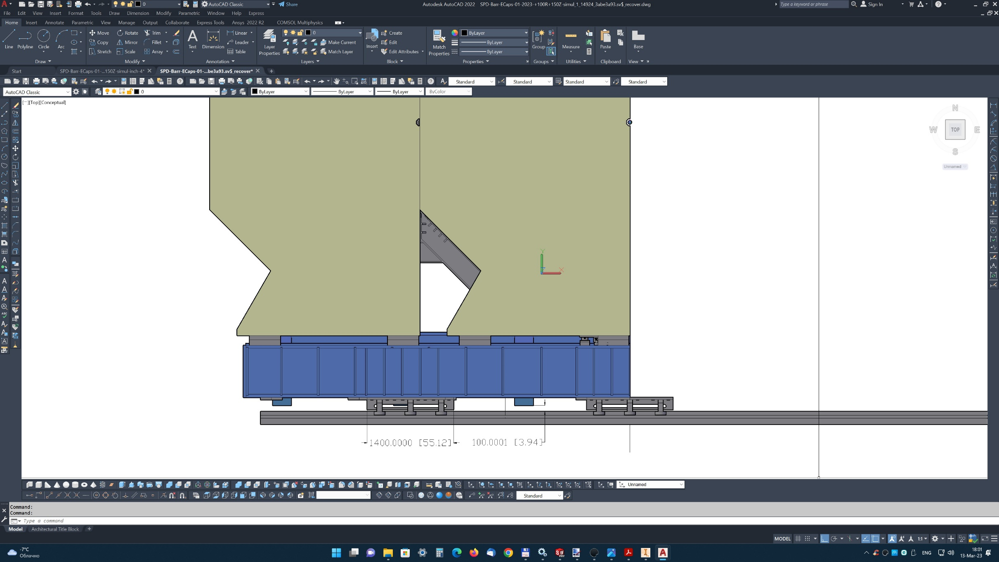 0
AutoCAD Classic
Share
Autodesk AutoCAD 2022 SPD-Barr-ECaps-01-2023-+100R+150Z-simul_1_14924_3abe3a93.sv$_recover.dwg
Type a keyword or phrase
Sign In
File Edit View Insert Format Tools Draw Dimension Modify Parametric Window Help Express
Home Insert Annotate Parametric View Manage Output Collaborate Express Tools Ansys 2022 R2 COMSOL Multiphysics
Line Polyline Circle Arc
Move Rotate Trim
Copy Mirror Fillet
Stretch Scale Array
Text Dimension
Linear
Leader
Table
Layer Properties
0
Make Current
Match Layer
Insert
Create
Edit
Edit Attributes
Match Properties
ByLayer
ByLayer
ByLayer
Group
Measure
Paste
Base
Draw Modify Annotation Layers Block Properties Groups Utilities Clipboard View
Start SPD-Barr-ECaps-01-...150Z-simul-inch-4* SPD-Barr-ECaps-01-...be3a93.sv$_recover*
Standard Standard Standard Standard
AutoCAD Classic 0 ByLayer ByLayer ByLayer ByColor
[−][Top][Conceptual]
N
W TOP E
S
Unnamed
Y
X
1400.0000 [55.12] 100.0001 [3.94]
Unnamed
Standard
Command:
Command:
Type a command
Model Architectural Title Block
MODEL 1:1
-7°C
Облачно
ENG
18:01
13-Mar-23